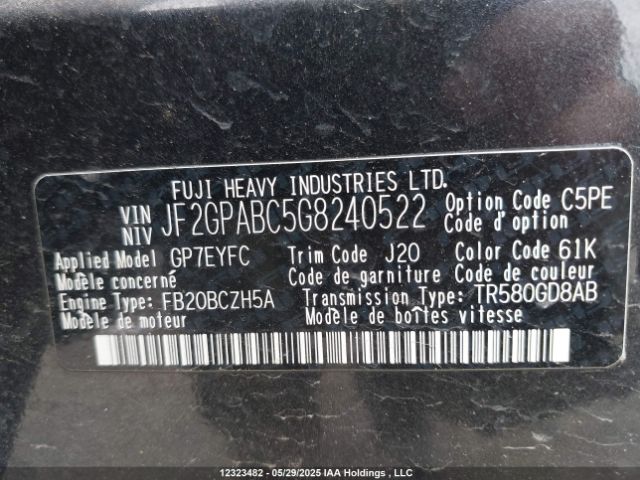 FUJI HEAVY INDUSTRIES LTD.
VIN
NIV
JF2GPABC5G8240522
Option Code C5PE
Code d'option
Applied Model GP7EYFC
Modèle concerné
Trim Code J20
Code de garniture
Color Code 61K
Code de couleur
Engine Type: FB20BCZH5A
Modèle de moteur
Transmission Type: TR580GD8AB
Modèle de boîtes vitesse
12323482 - 05/29/2025 IAA Holdings, LLC